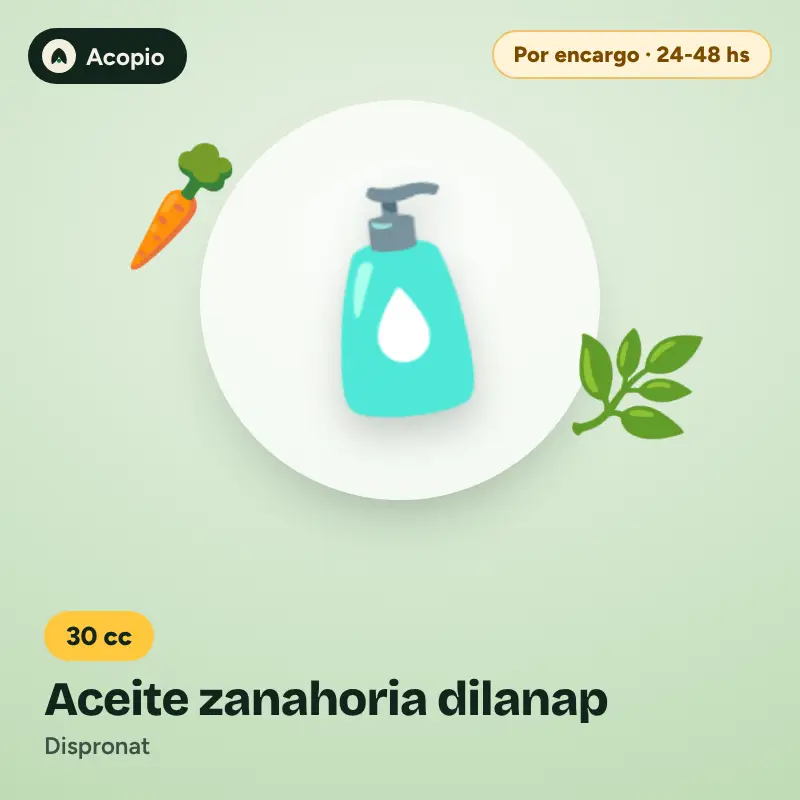 Acopio
Por encargo · 24-48 hs
30 cc
Aceite zanahoria dilanap
Dispronat